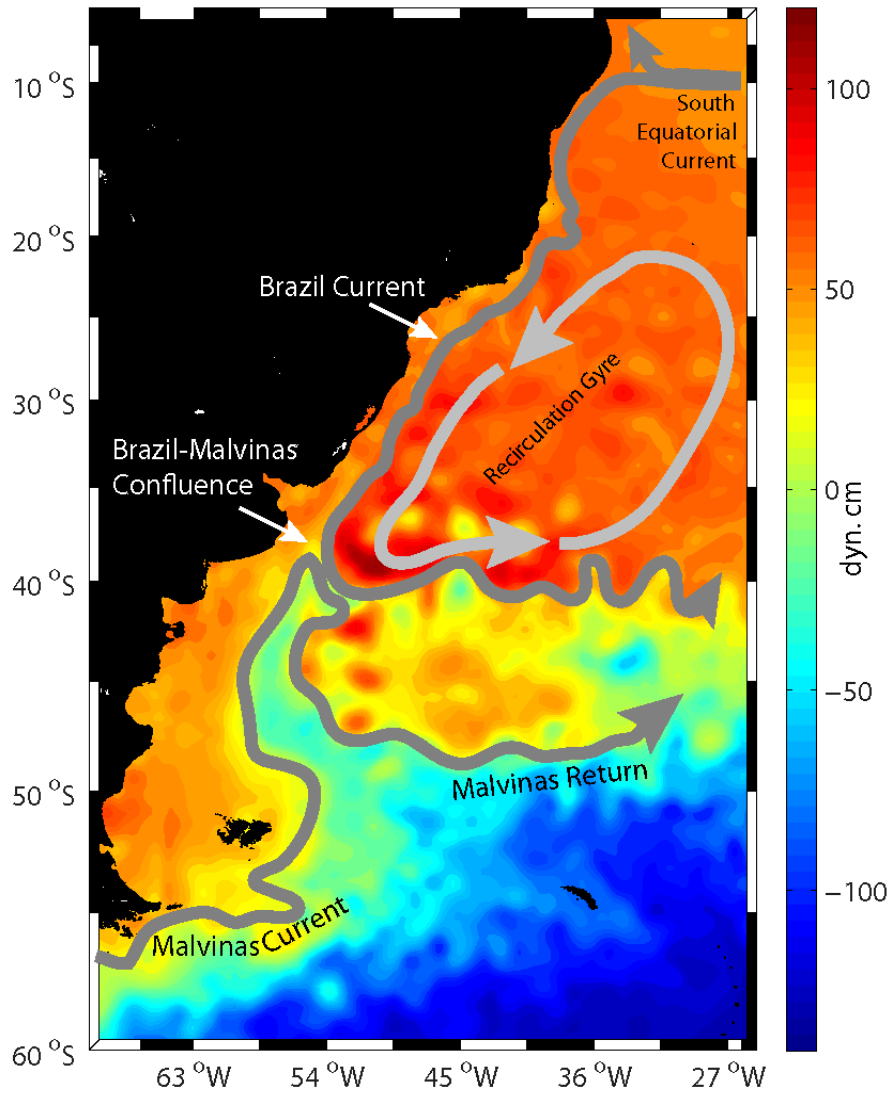 10 °S
20 °S
30 °S
40 °S
50 °S
60 °S
63 °W
54 °W
45 °W
36 °W
27 °W
South
Equatorial
Current
Brazil Current
Recirculation Gyre
Brazil-Malvinas
Confluence
Malvinas Return
Malvinas Current
100
50
0
−50
−100
dyn. cm